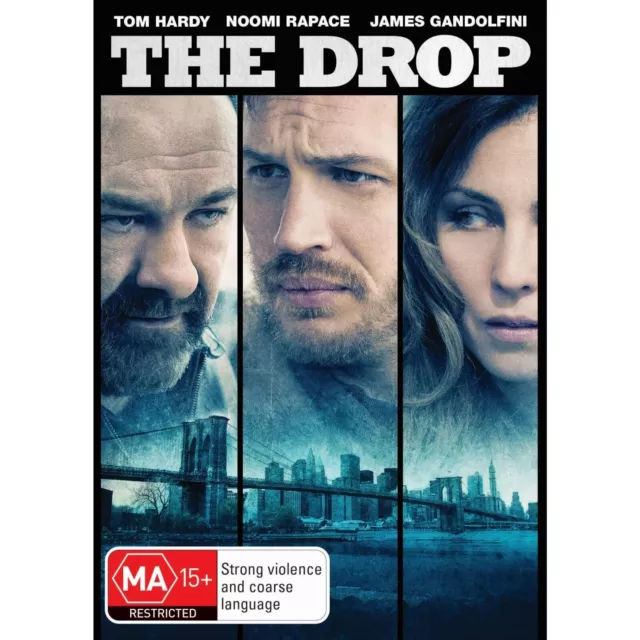 TOM HARDY NOOMI RAPACE JAMES GANDOLFINI
THE DROP
MA 15+
RESTRICTED
Strong violence
and coarse
language